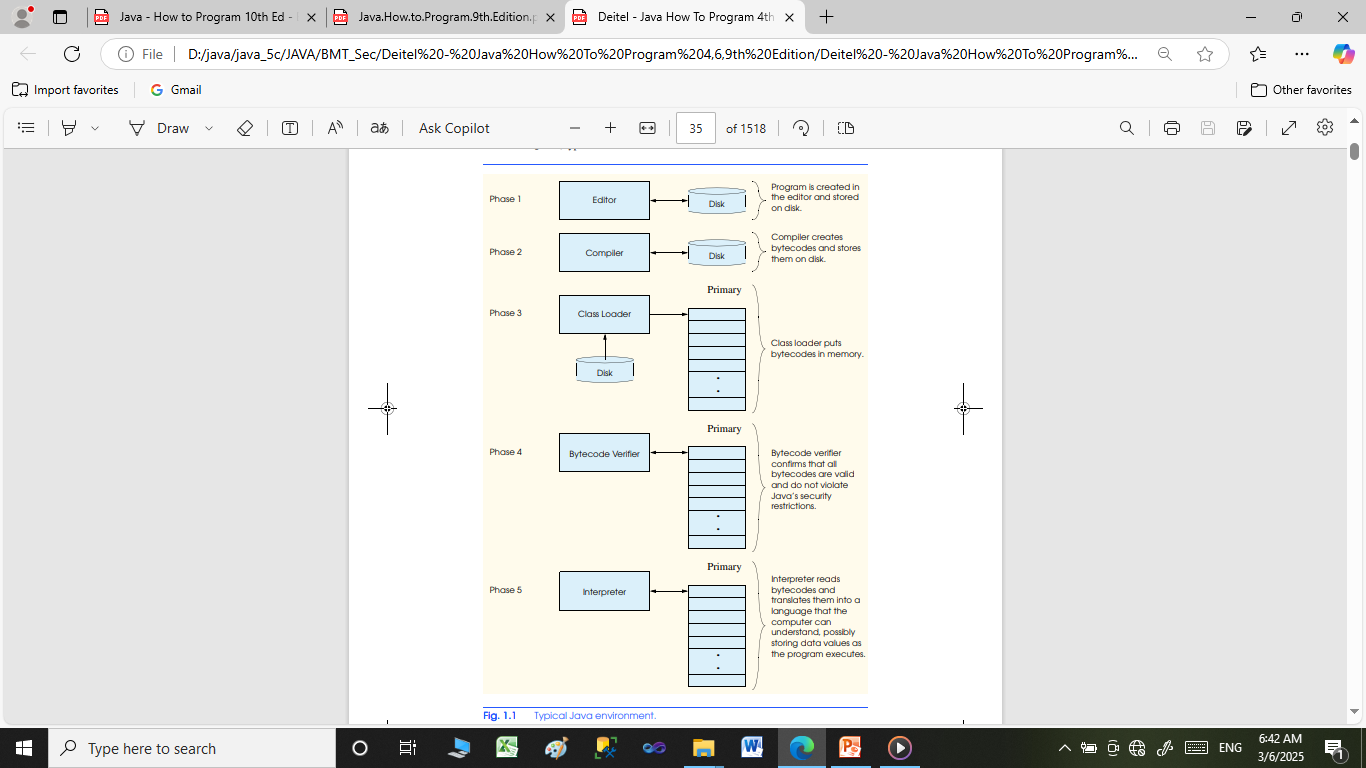 Java - How to Program 10th Ed -
Java.How.to.Program.9th.Edition.p
Deitel - Java How To Program 4th
File
D:/java/java_5c/JAVA/BMT_Sec/Deitel%20-%20Java%20How%20To%20Program%204,6,9th%20Edition/Deitel%20-%20Java%20How%20To%20Program%...
Import favorites
Gmail
Other favorites
Draw
Ask Copilot
35
of 1518
Phase 1
Editor
Disk
Program is created in
the editor and stored
on disk.
Phase 2
Compiler
Disk
Compiler creates
bytecodes and stores
them on disk.
Primary
Phase 3
Class Loader
Disk
Class loader puts
bytecodes in memory.
Primary
Phase 4
Bytecode Verifier
Bytecode verifier
confirms that all
bytecodes are valid
and do not violate
Java's security
restrictions.
Primary
Phase 5
Interpreter
Interpreter reads
bytecodes and
translates them into a
language that the
computer can
understand, possibly
storing data values as
the program executes.
Fig. 1.1 Typical Java environment.
Type here to search
ENG
6:42 AM
3/6/2025
1